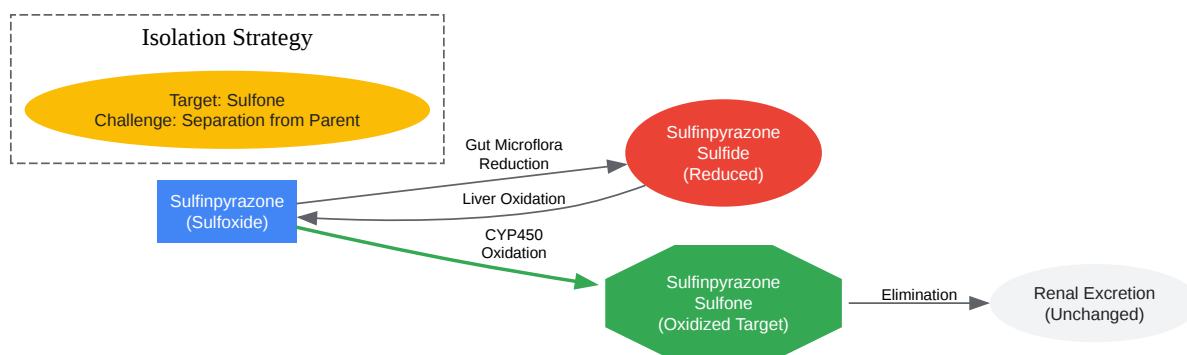 Isolation Strategy
Target: Sulfone
Challenge: Separation from Parent
Gut Microflora
Reduction
Sulfinpyrazone
Sulfide
(Reduced)
Sulfinpyrazone
(Sulfoxide)
Liver Oxidation
CYP450
Oxidation
Sulfinpyrazone
Sulfone
(Oxidized Target)
Elimination
Renal Excretion
(Unchanged)